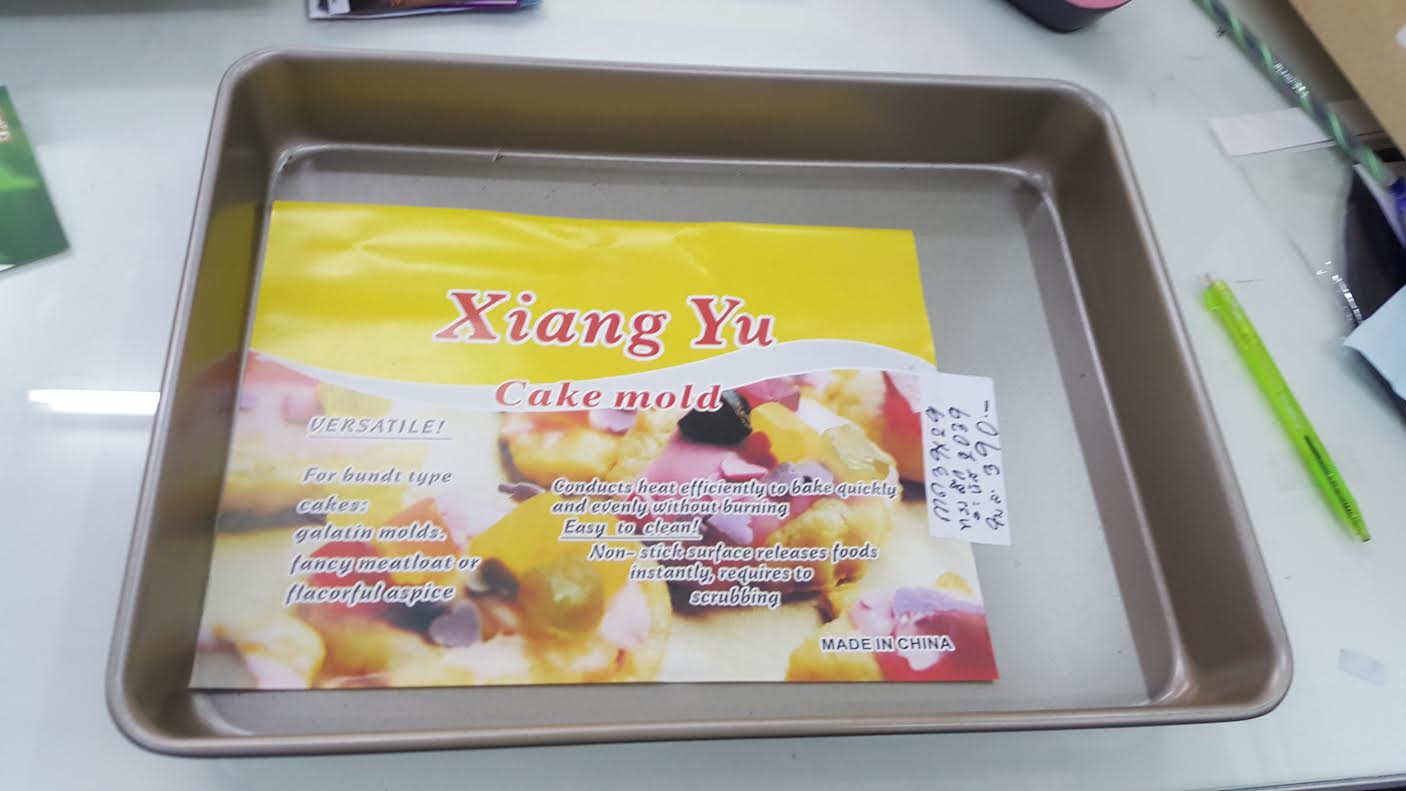 Xiang Yu
Cake mold
VERSATILE!
For bundt type
cakes:
galatin molds,
fancy meatloat or
flacorful aspice
Conducts heat efficiently to bake quickly
and evenly without burning
Easy to clean!
Non- stick surface releases foods
instantly, requires to
scrubbing
MADE IN CHINA
390.-